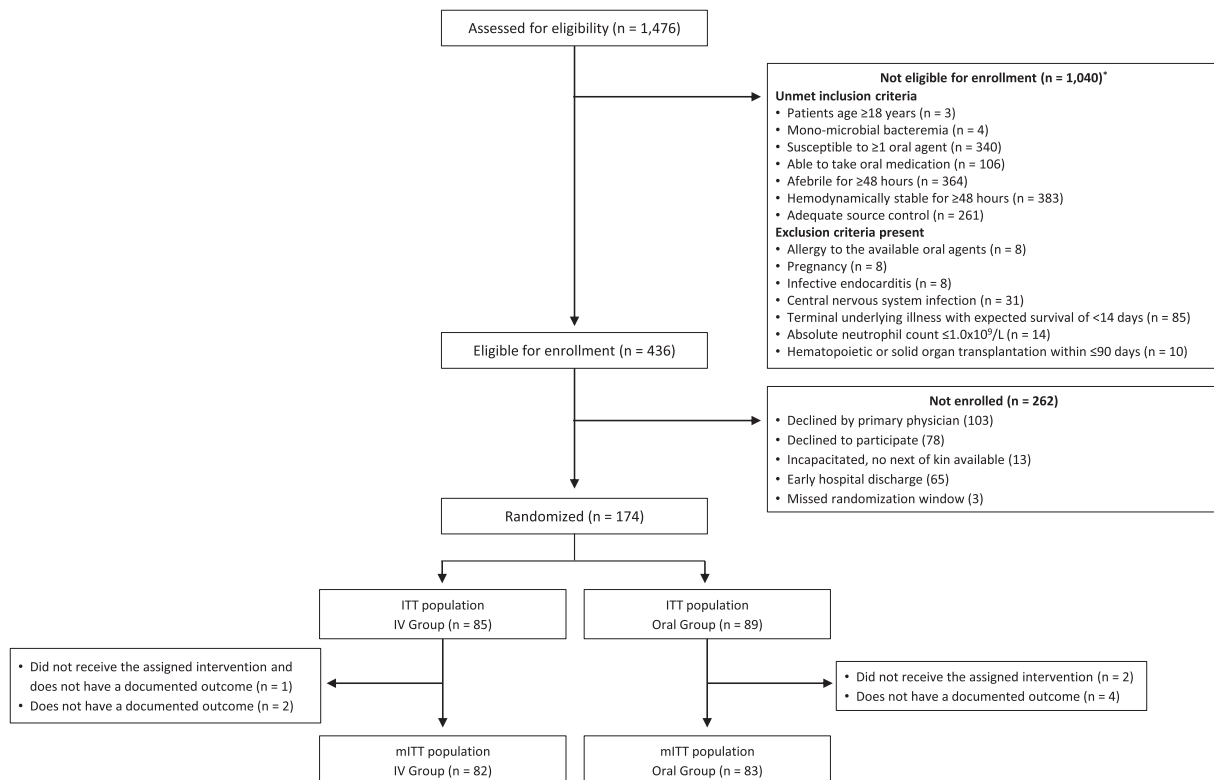 Assessed for eligibility (n = 1,476)
Not eligible for enrollment (n = 1,040)*
Unmet inclusion criteria
• Patients age ≥18 years (n = 3)
• Mono-microbial bacteremia (n = 4)
• Susceptible to ≥1 oral agent (n = 340)
• Able to take oral medication (n = 106)
• Afebrile for ≥48 hours (n = 364)
• Hemodynamically stable for ≥48 hours (n = 383)
• Adequate source control (n = 261)
Exclusion criteria present
• Allergy to the available oral agents (n = 8)
• Pregnancy (n = 8)
• Infective endocarditis (n = 8)
• Central nervous system infection (n = 31)
• Terminal underlying illness with expected survival of <14 days (n = 85)
• Absolute neutrophil count ≤1.0x10⁹/L (n = 14)
• Hematopoietic or solid organ transplantation within ≤90 days (n = 10)
Eligible for enrollment (n = 436)
Not enrolled (n = 262)
• Declined by primary physician (103)
• Declined to participate (78)
• Incapacitated, no next of kin available (13)
• Early hospital discharge (65)
• Missed randomization window (3)
Randomized (n = 174)
ITT population
IV Group (n = 85)
ITT population
Oral Group (n = 89)
• Did not receive the assigned intervention and
does not have a documented outcome (n = 1)
• Does not have a documented outcome (n = 2)
• Did not receive the assigned intervention (n = 2)
• Does not have a documented outcome (n = 4)
mITT population
IV Group (n = 82)
mITT population
Oral Group (n = 83)